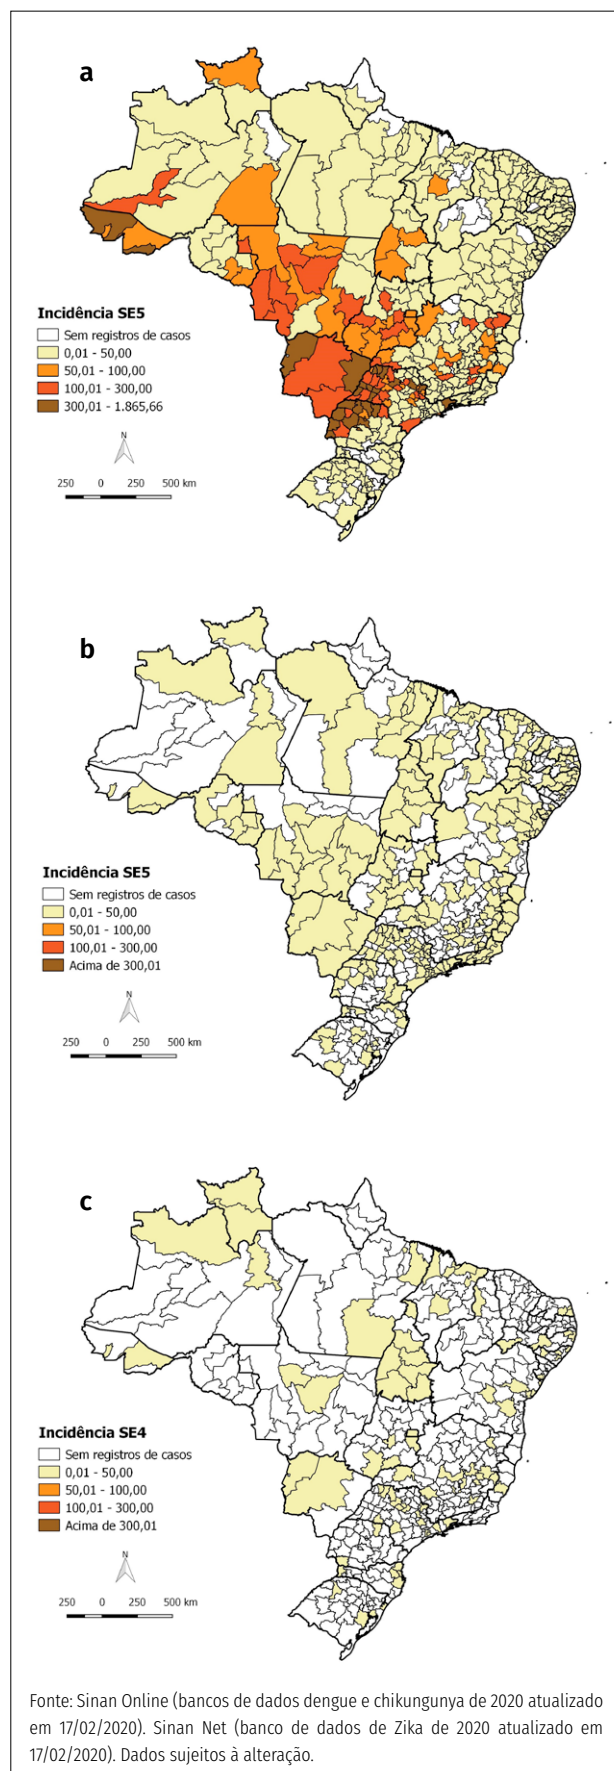 a
Incidência SE5
Sem registros de casos
0,01 - 50,00
50,01 - 100,00
100,01 - 300,00
300,01 - 1.865,66
N
250 0 250 500 km
b
Incidência SE5
Sem registros de casos
0,01 - 50,00
50,01 - 100,00
100,01 - 300,00
Acima de 300,01
N
250 0 250 500 km
c
Incidência SE4
Sem registros de casos
0,01 - 50,00
50,01 - 100,00
100,01 - 300,00
Acima de 300,01
N
250 0 250 500 km
Fonte: Sinan Online (bancos de dados dengue e chikungunya de 2020 atualizado
em 17/02/2020). Sinan Net (banco de dados de Zika de 2020 atualizado em
17/02/2020). Dados sujeitos à alteração.